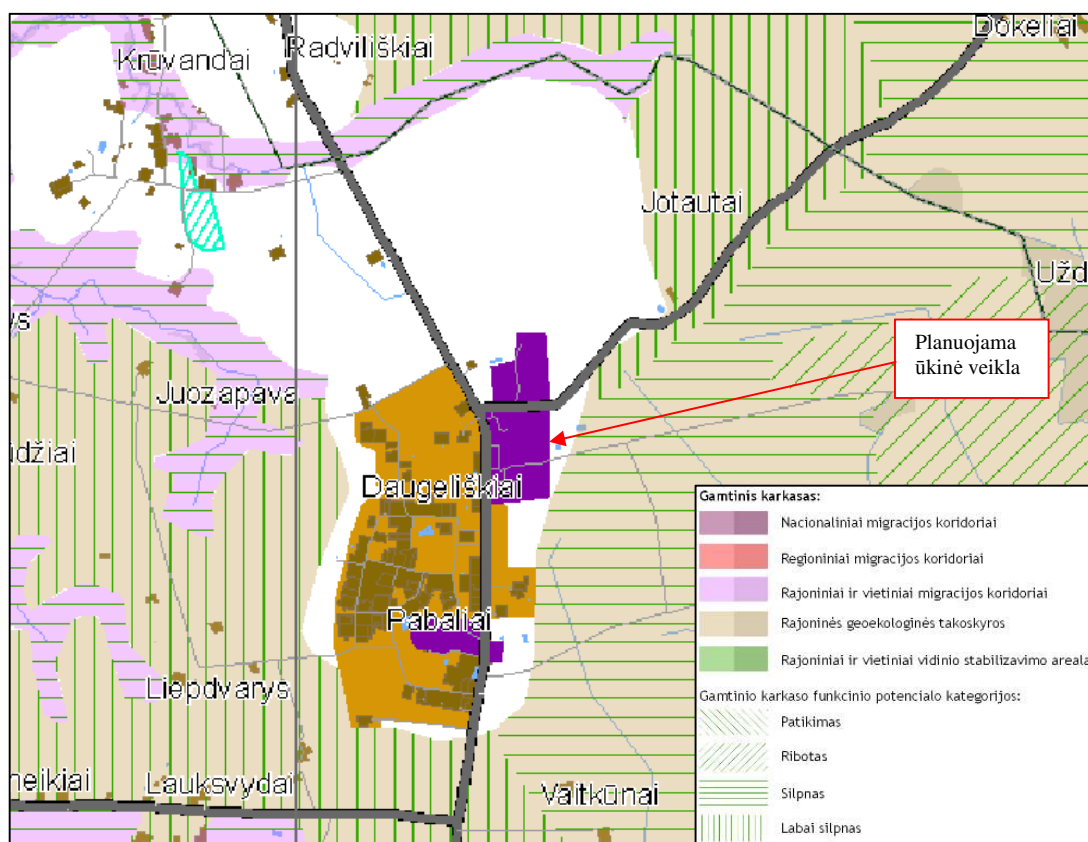 Dokeliai
Radviliškiai
Krūvandai
Jotautai
Užd
Planuojama
ūkinė veikla
ys
Juozapava
ıdžiai
Daugeliškiai
Pabaliai
Liepdvarys
neikiai
Lauksvydai
Vaitkūnai
Gamtinis karkasas:
Nacionaliniai migracijos koridoriai
Regioniniai migracijos koridoriai
Rajoniniai ir vietiniai migracijos koridoriai
Rajoninės geoekologinės takoskyros
Rajoniniai ir vietiniai vidinio stabilizavimo areala
Gamtinio karkaso funkcinio potencialo kategorijos:
Patikimas
Ribotas
Silpnas
Labai silpnas